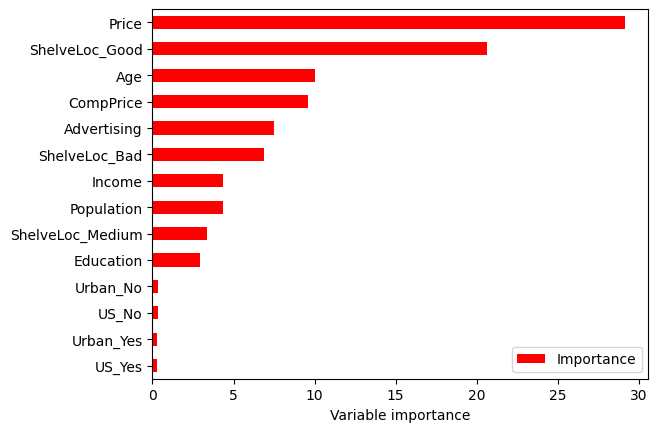 Price
ShelveLoc_Good
Age
CompPrice
Advertising
ShelveLoc_Bad
Income
Population
ShelveLoc_Medium
Education
Urban_No
US_No
Urban_Yes
US_Yes
Importance
0 5 10 15 20 25 30
Variable importance